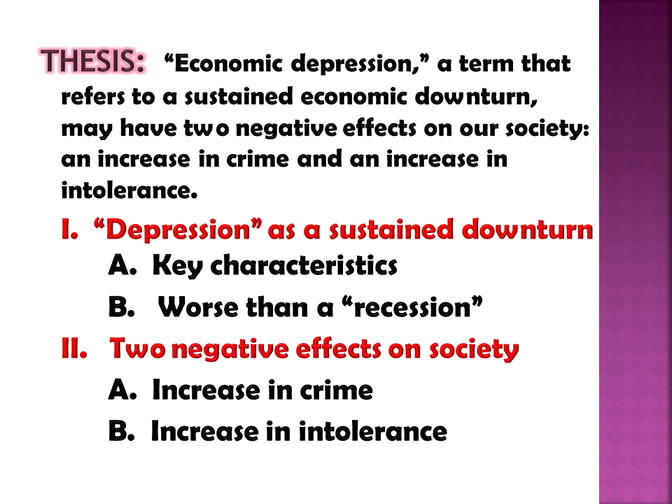 THESIS: “Economic depression,” a term that
refers to a sustained economic downturn,
may have two negative effects on our society:
an increase in crime and an increase in
intolerance.
I. “Depression” as a sustained downturn
A. Key characteristics
B. Worse than a “recession”
II. Two negative effects on society
A. Increase in crime
B. Increase in intolerance